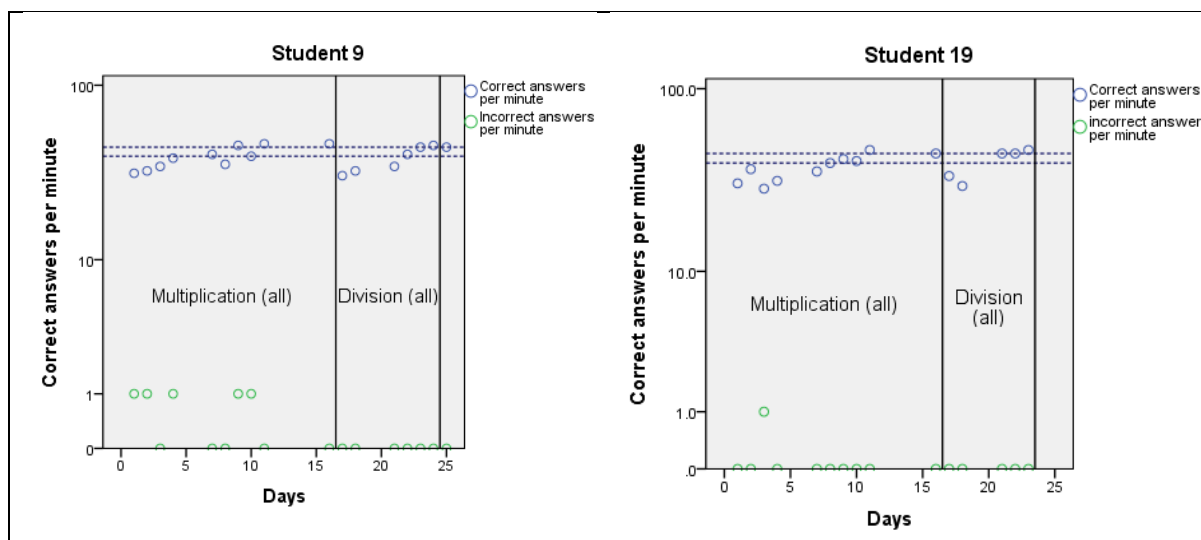 Student 9
100
10
1
0
Correct answers per minute
Multiplication (all)
Division (all)
0
5
10
15
20
25
Days
Correct answers
per minute
Incorrect answers
per minute
Student 19
100.0
10.0
1.0
.0
Correct answers per minute
Multiplication (all)
Division
(all)
0
5
10
15
20
25
Days
Correct answers
per minute
incorrect answer
per minute